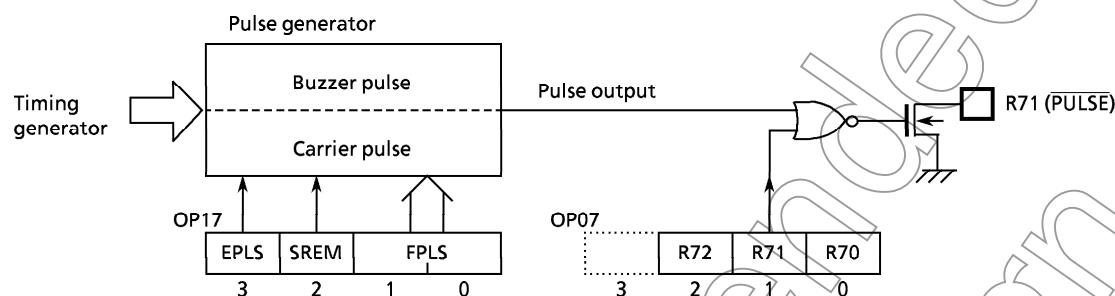 Pulse generator
Timing
generator
Buzzer pulse
Carrier pulse
Pulse output
R71 (PULSE)
OP17
EPLS SREM FPLS
3 2 1 0
OP07
R72 R71 R70
3 2 1 0